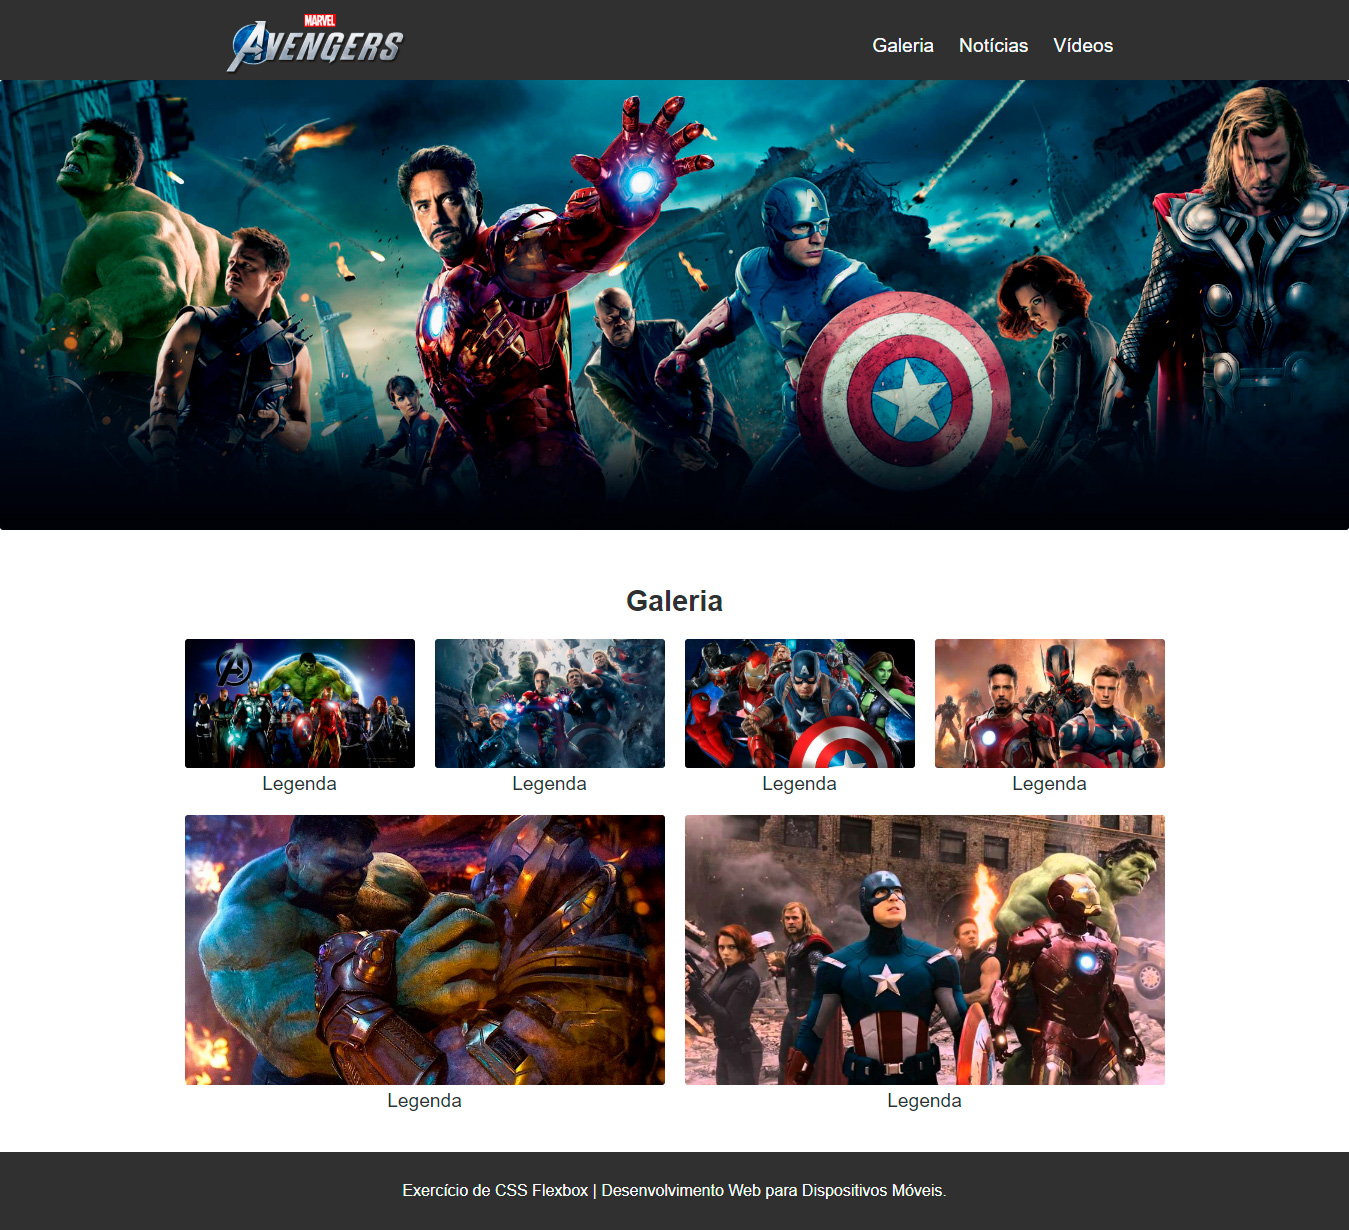 MARVEL
AVENGERS
Galeria Notícias Vídeos
Galeria
Legenda Legenda Legenda Legenda
Legenda Legenda
Exercício de CSS Flexbox | Desenvolvimento Web para Dispositivos Móveis.